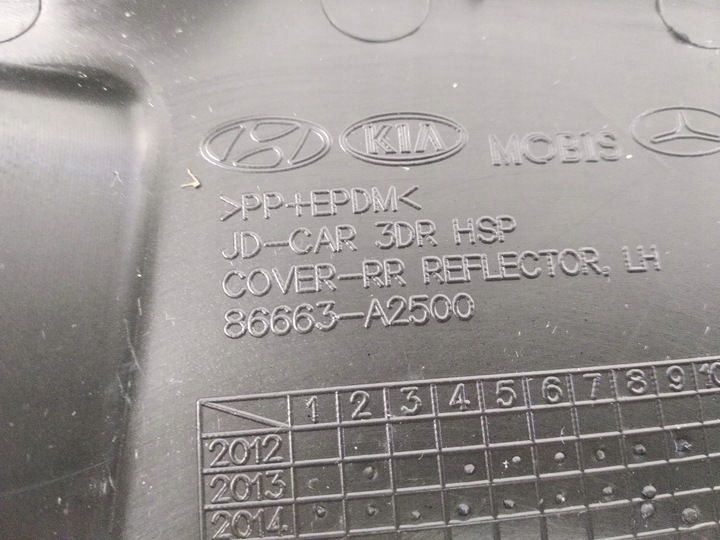 KIA MOBIS
>PP+EPDM<
JD-CAR 3DR HSP
COVER-RR REFLECTOR, LH
86663-A2500
1 2 3 4 5 6 7 8 9 10
2012
2013
2014